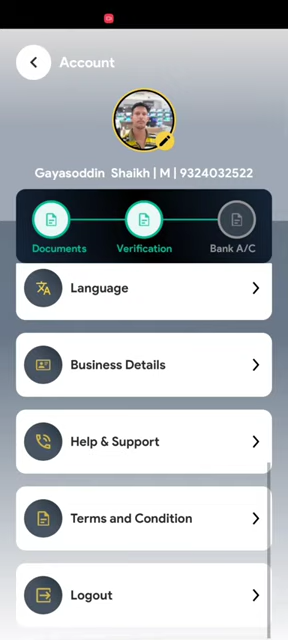 Account
Gayasoddin Shaikh | M | 9324032522
Documents
Verification
Bank A/C
Language
Business Details
Help & Support
Terms and Condition
Logout